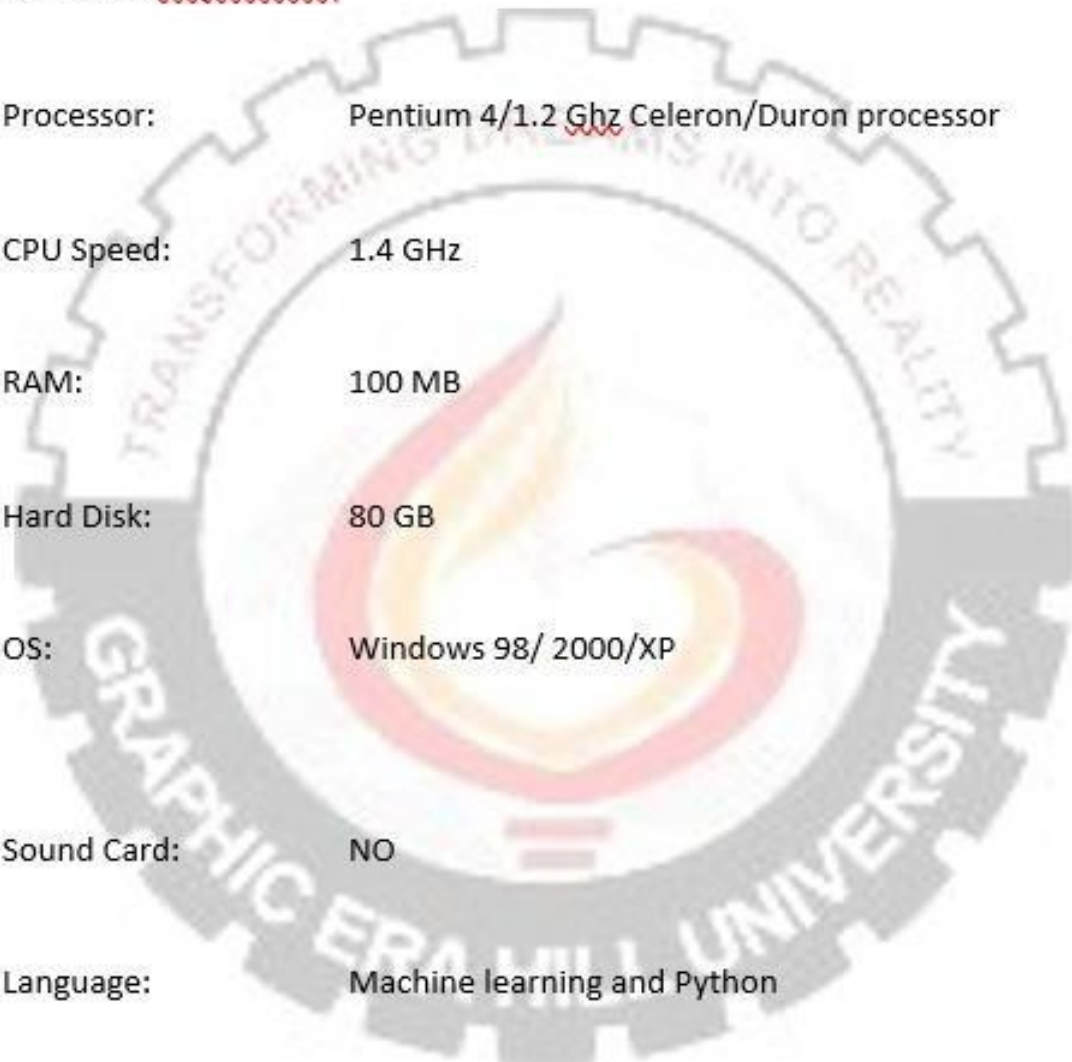 Processor: Pentium 4/1.2 Ghz Celeron/Duron processor
CPU Speed: 1.4 GHz
RAM: 100 MB
Hard Disk: 80 GB
OS: Windows 98/ 2000/XP
Sound Card: NO
Language: Machine learning and Python
TRANSFORMING DREAMS INTO REALITY
GRAPHIC ERA HILL UNIVERSITY